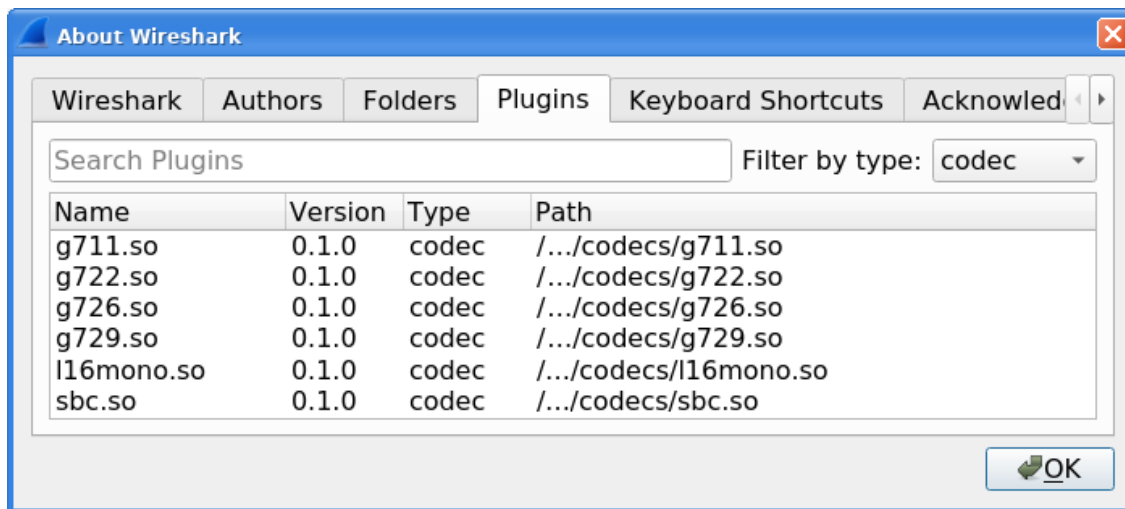 About Wireshark
Wireshark Authors Folders Plugins Keyboard Shortcuts Acknowled
Search Plugins Filter by type: codec
Name Version Type Path
g711.so 0.1.0 codec /.../codecs/g711.so
g722.so 0.1.0 codec /.../codecs/g722.so
g726.so 0.1.0 codec /.../codecs/g726.so
g729.so 0.1.0 codec /.../codecs/g729.so
l16mono.so 0.1.0 codec /.../codecs/l16mono.so
sbc.so 0.1.0 codec /.../codecs/sbc.so
OK